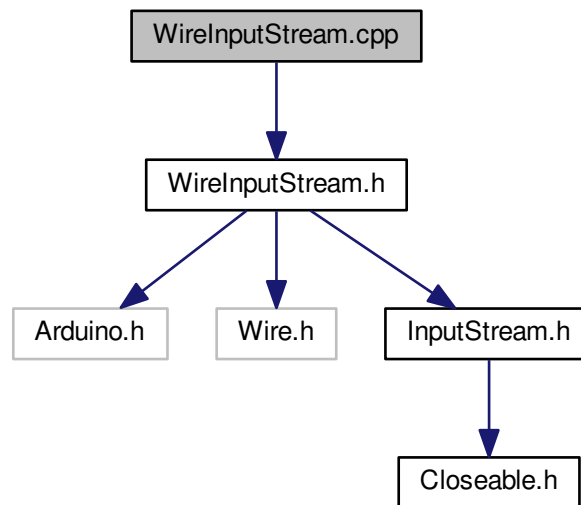 WireInputStream.cpp
WireInputStream.h
Arduino.h
Wire.h
InputStream.h
Closeable.h